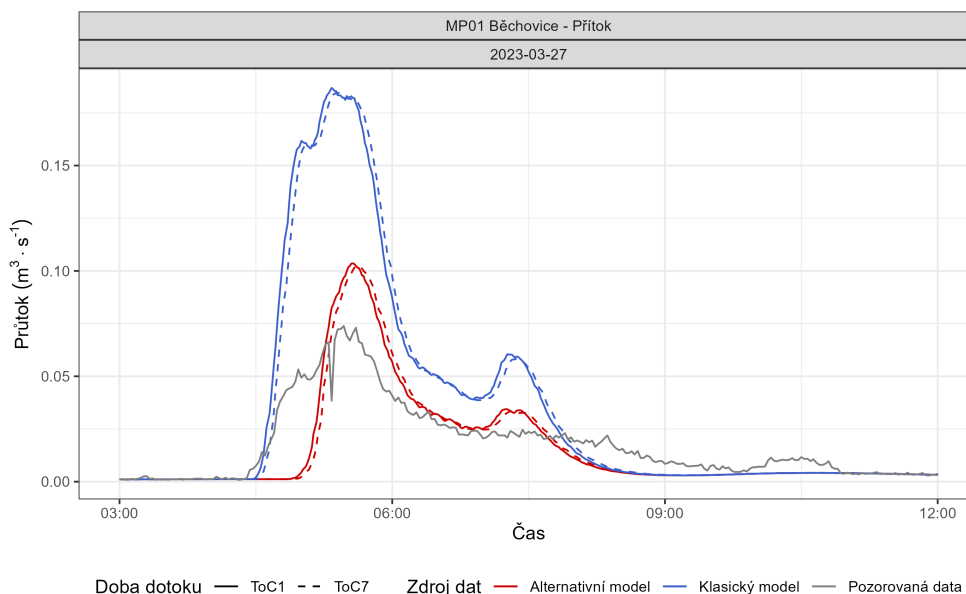 MP01 Běchovice - Přítok
2023-03-27
Průtok (m³ · s⁻¹)
0.15
0.10
0.05
0.00
03:00 06:00 09:00 12:00
Čas
Doba dotoku ToC1 ToC7 Zdroj dat Alternativní model Klasický model Pozorovaná data